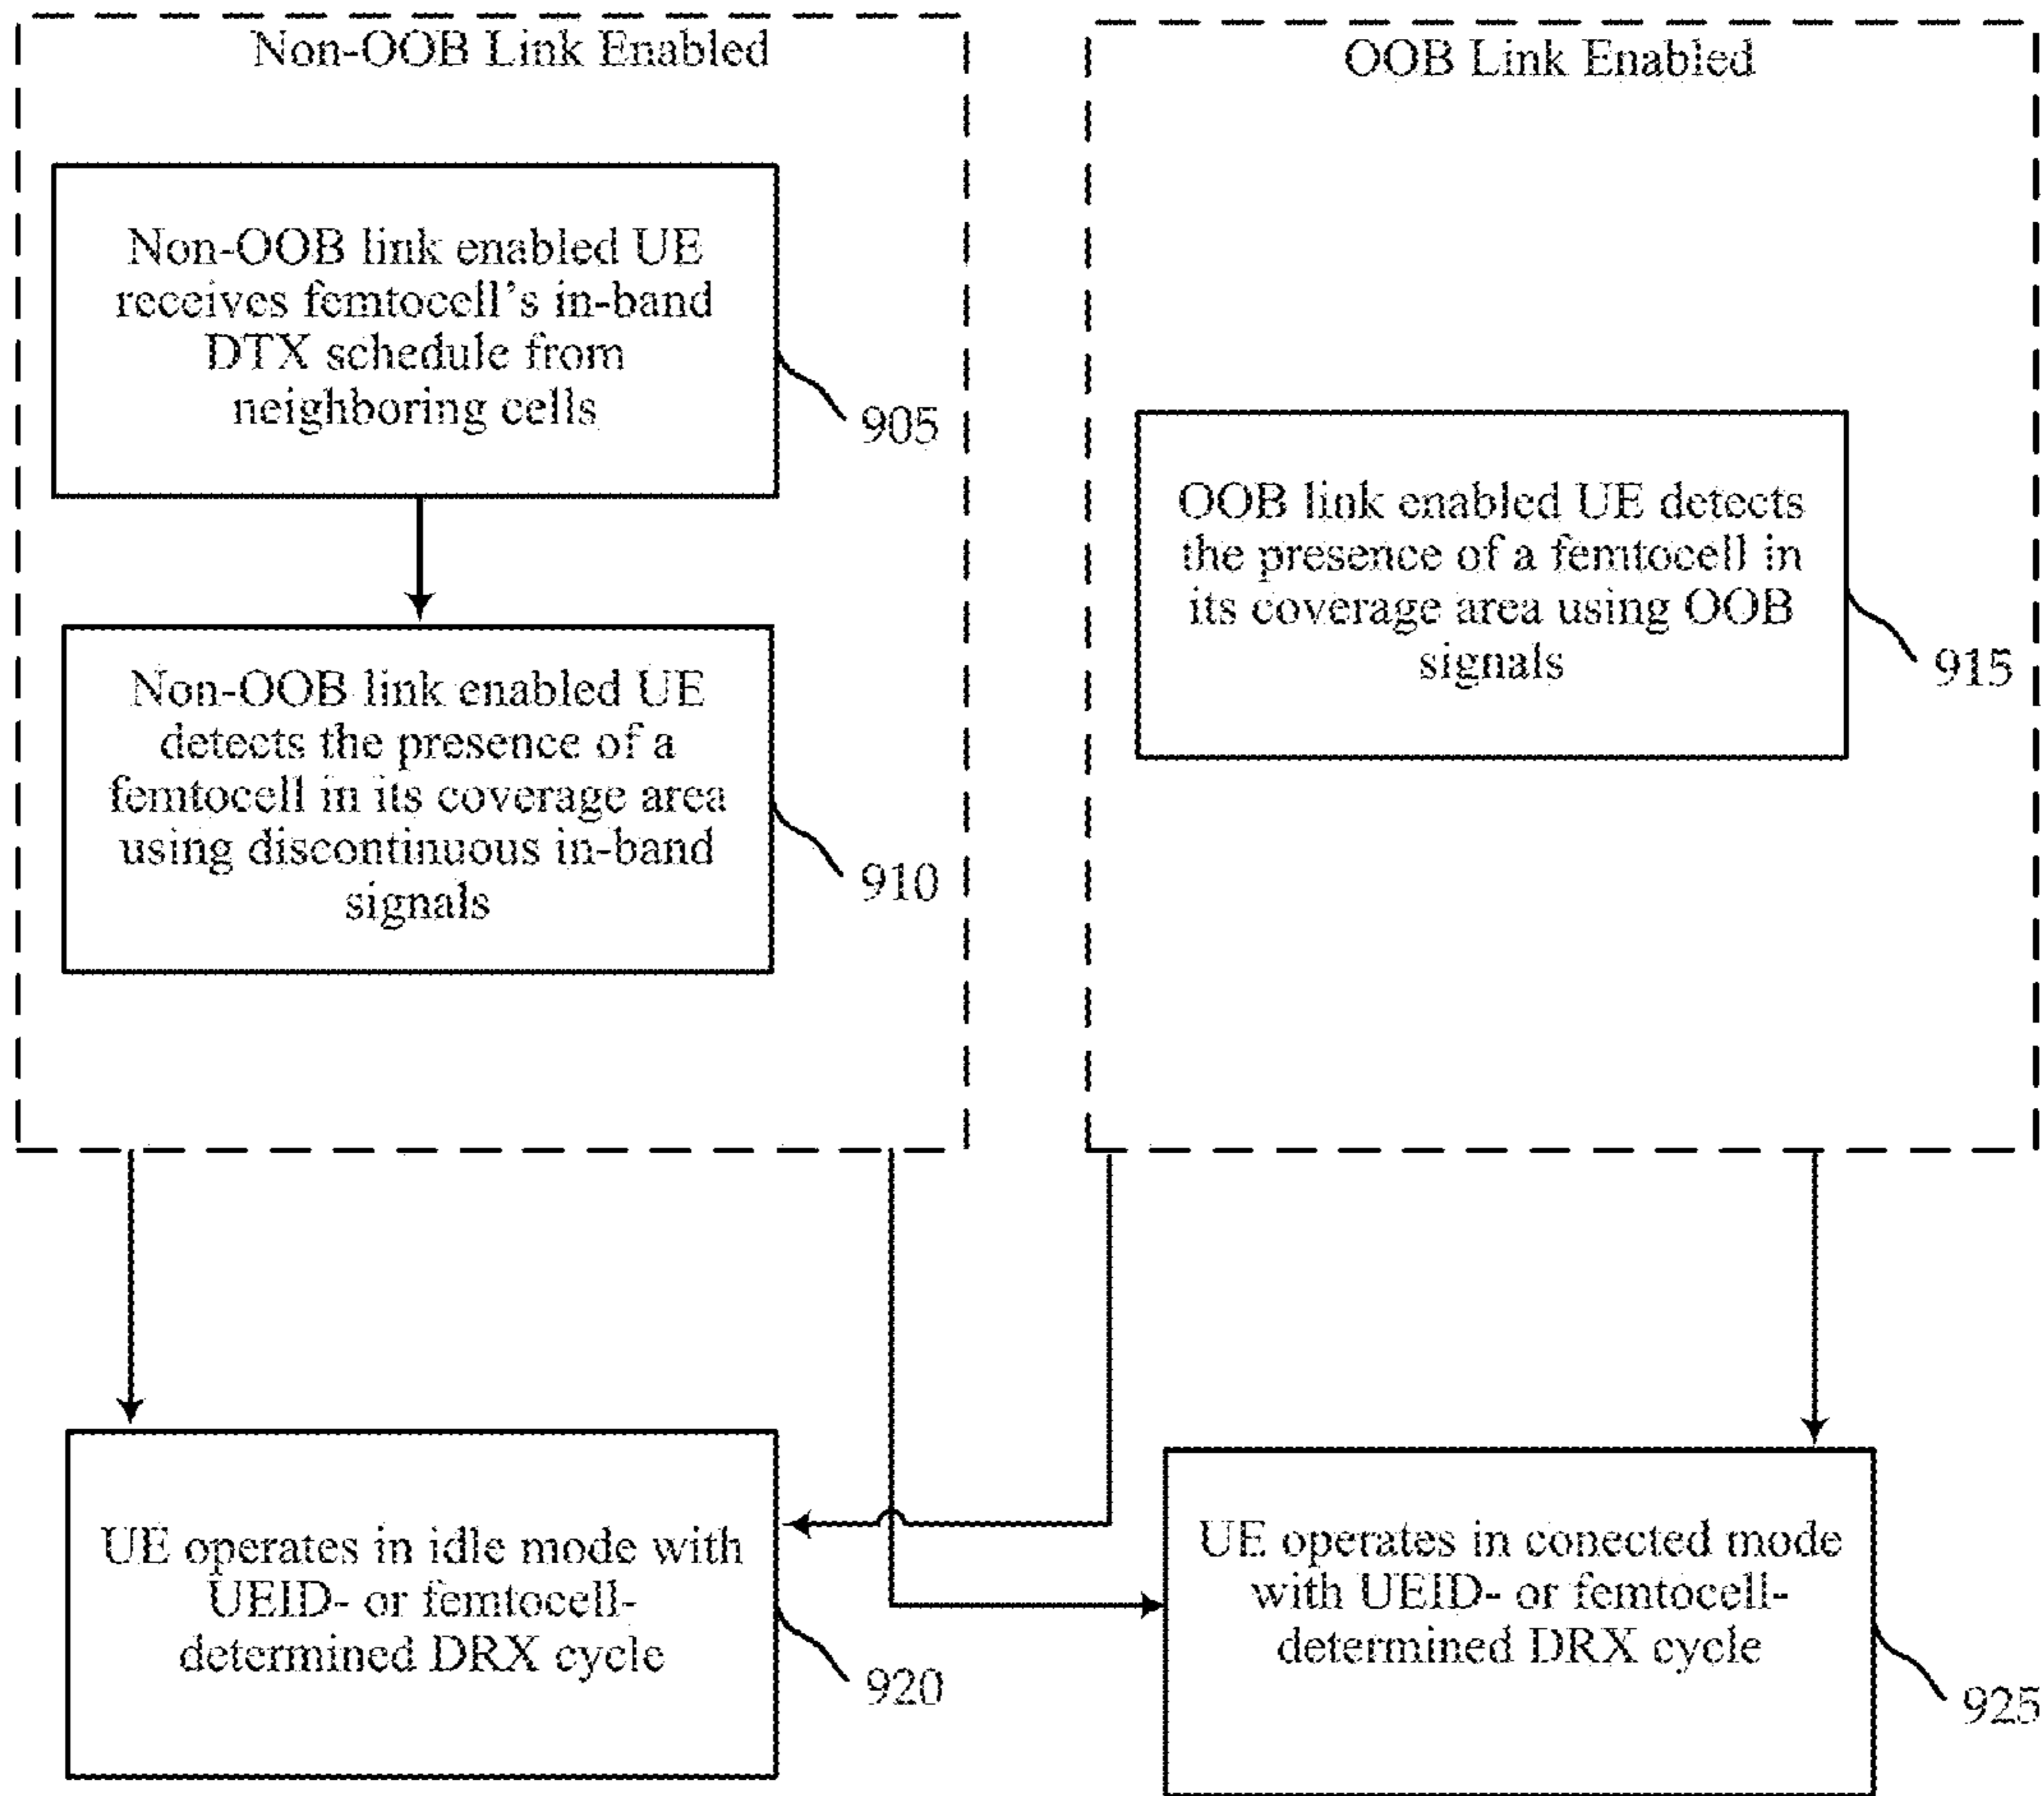 Non-OOB Link Enabled
Non-OOB link enabled UE
receives femtocell's in-band
DTX schedule from
neighboring cells
905
Non-OOB link enabled UE
detects the presence of a
femtocell in its coverage area
using discontinuous in-band
signals
910
OOB Link Enabled
OOB link enabled UE detects
the presence of a femtocell in
its coverage area using OOB
signals
915
UE operates in idle mode with
UEID- or femtocell-
determined DRX cycle
920
UE operates in conected mode
with UEID- or femtocell-
determined DRX cycle
925